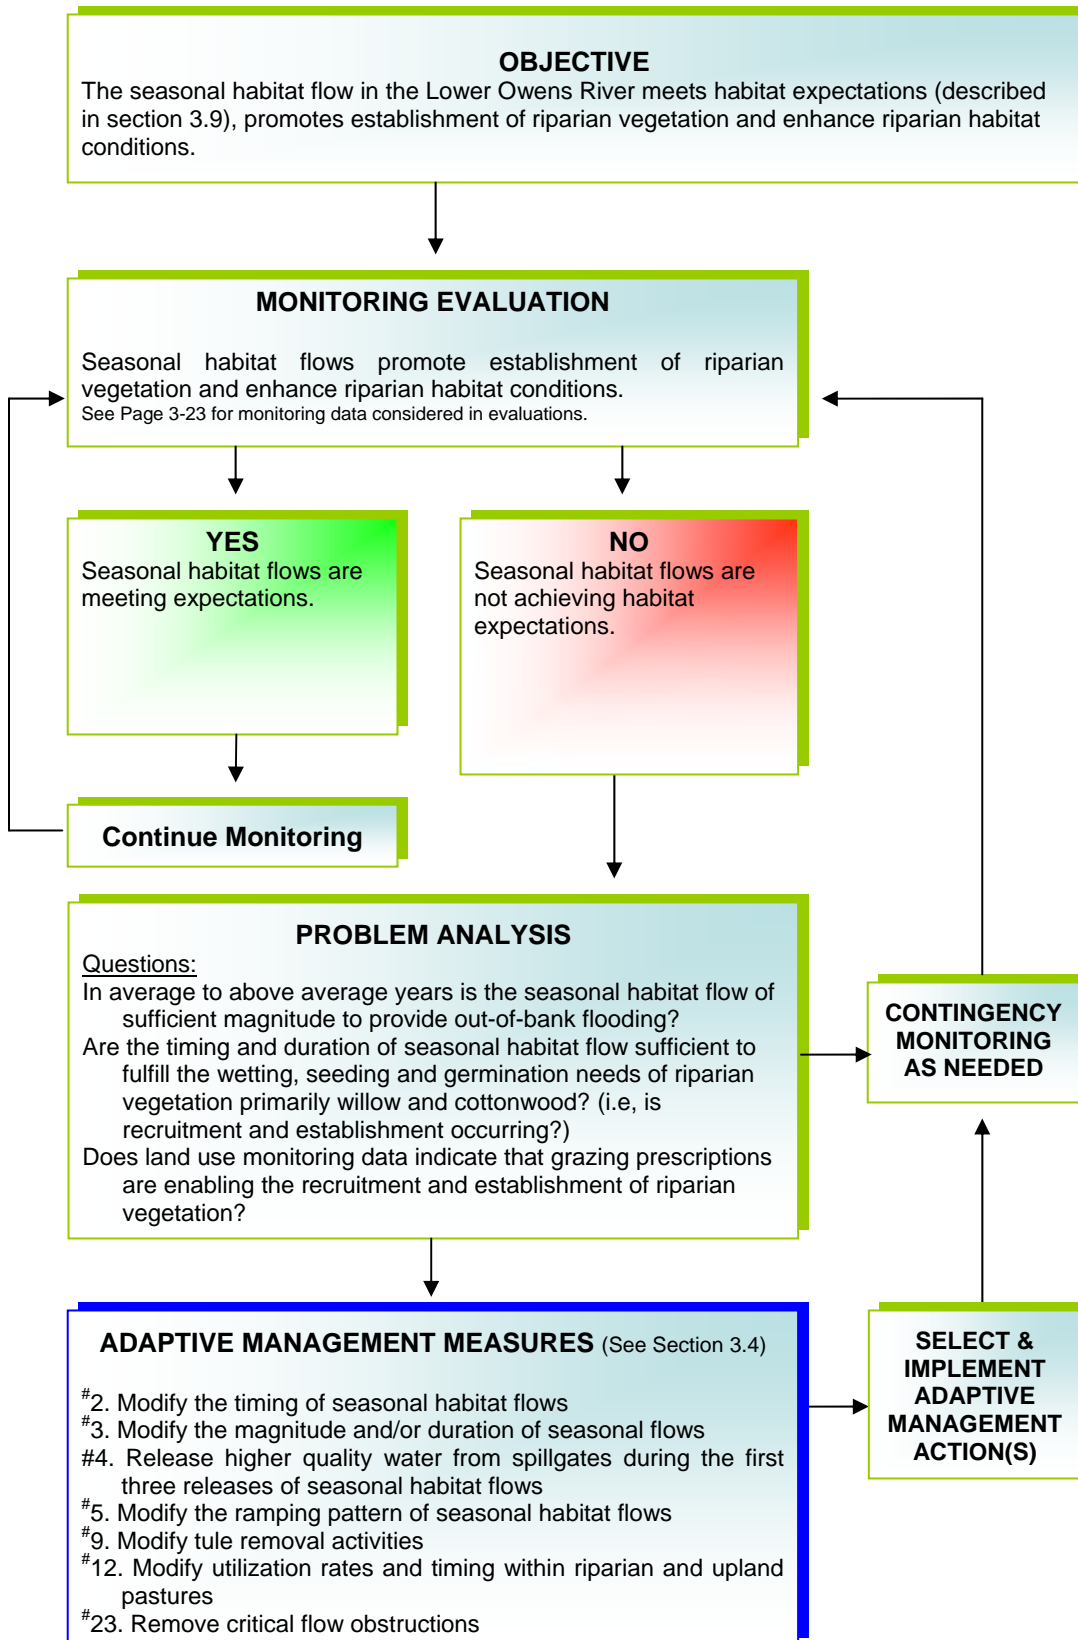 OBJECTIVE
The seasonal habitat flow in the Lower Owens River meets habitat expectations (described
in section 3.9), promotes establishment of riparian vegetation and enhance riparian habitat
conditions.
MONITORING EVALUATION
Seasonal habitat flows promote establishment of riparian
vegetation and enhance riparian habitat conditions.
See Page 3-23 for monitoring data considered in evaluations.
YES
Seasonal habitat flows are
meeting expectations.
NO
Seasonal habitat flows are
not achieving habitat
expectations.
Continue Monitoring
PROBLEM ANALYSIS
Questions:
In average to above average years is the seasonal habitat flow of
sufficient magnitude to provide out-of-bank flooding?
Are the timing and duration of seasonal habitat flow sufficient to
fulfill the wetting, seeding and germination needs of riparian
vegetation primarily willow and cottonwood? (i.e, is
recruitment and establishment occurring?)
Does land use monitoring data indicate that grazing prescriptions
are enabling the recruitment and establishment of riparian
vegetation?
CONTINGENCY
MONITORING
AS NEEDED
ADAPTIVE MANAGEMENT MEASURES (See Section 3.4)
#2. Modify the timing of seasonal habitat flows
#3. Modify the magnitude and/or duration of seasonal flows
#4. Release higher quality water from spillgates during the first
three releases of seasonal habitat flows
#5. Modify the ramping pattern of seasonal habitat flows
#9. Modify tule removal activities
#12. Modify utilization rates and timing within riparian and upland
pastures
#23. Remove critical flow obstructions
SELECT &
IMPLEMENT
ADAPTIVE
MANAGEMENT
ACTION(S)